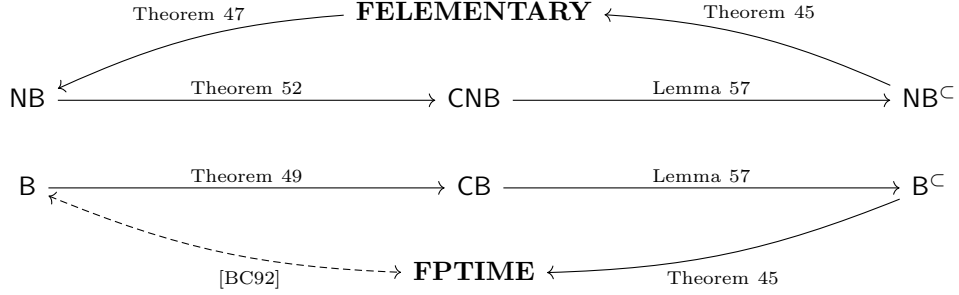 Theorem 47 FELEMENTARY Theorem 45
NB Theorem 52 CNB Lemma 57 NB⊂
B Theorem 49 CB Lemma 57 B⊂
[BC92] FPTIME Theorem 45